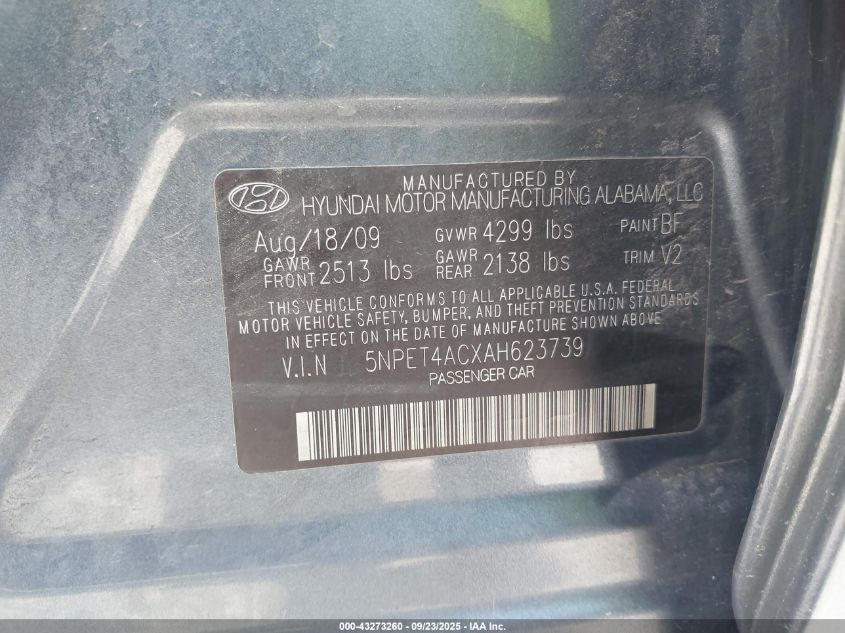 MANUFACTURED BY
HYUNDAI MOTOR MANUFACTURING ALABAMA, LLC
Aug/18/09 GVWR 4299 lbs PAINT BF
GAWR FRONT 2513 lbs GAWR REAR 2138 lbs TRIM V2
THIS VEHICLE CONFORMS TO ALL APPLICABLE U.S.A. FEDERAL
MOTOR VEHICLE SAFETY, BUMPER, AND THEFT PREVENTION STANDARDS
IN EFFECT ON THE DATE OF MANUFACTURE SHOWN ABOVE.
V.I.N 5NPET4ACXAH623739
PASSENGER CAR
000-43273260 - 09/23/2025 - IAA Inc.